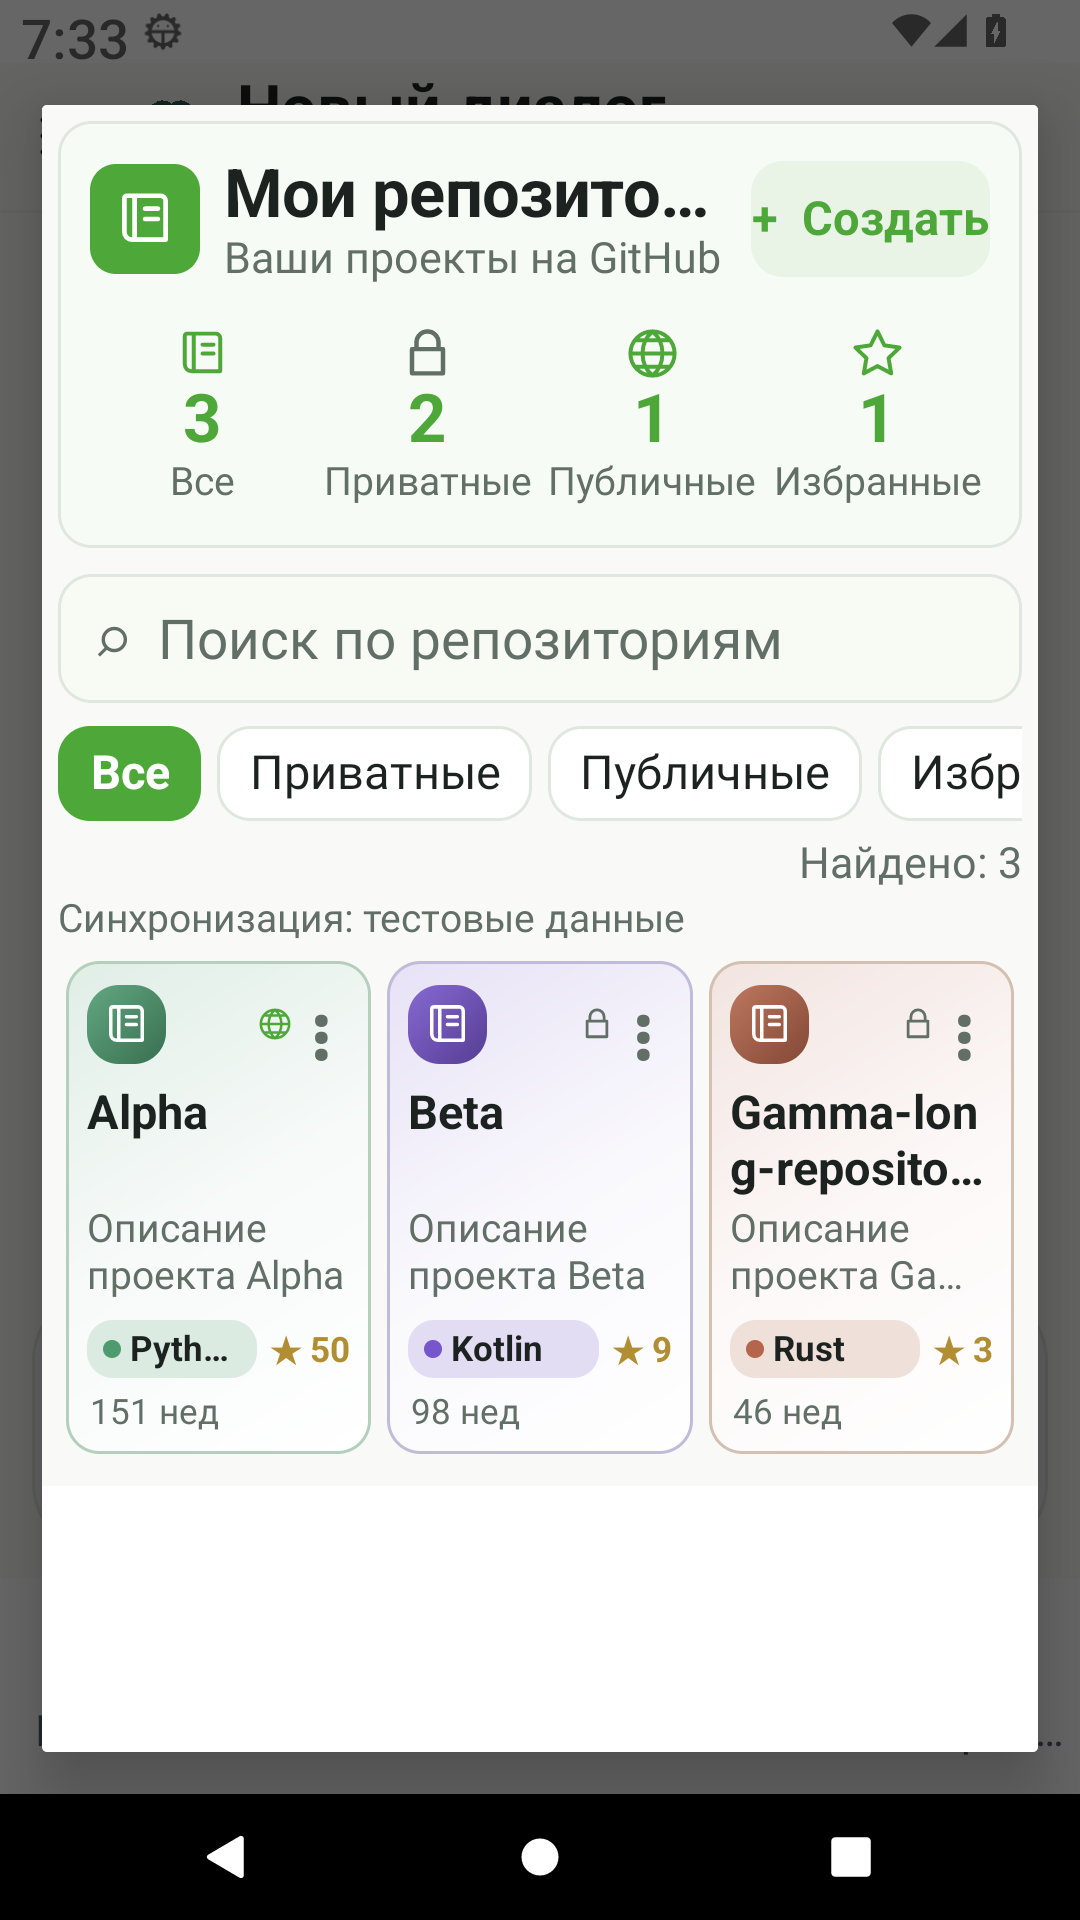 7:33
Новый диалог
Мои репозито...
+ Создать
Ваши проекты на GitHub
3
2
1
1
Все
Приватные
Публичные
Избранные
Поиск по репозиториям
Все
Приватные
Публичные
Избр
Найдено: 3
Синхронизация: тестовые данные
Alpha
Описание
проекта Alpha
Pyth...
★ 50
151 нед
Beta
Описание
проекта Beta
Kotlin
★ 9
98 нед
Gamma-lon
g-reposito...
Описание
проекта Ga...
Rust
★ 3
46 нед